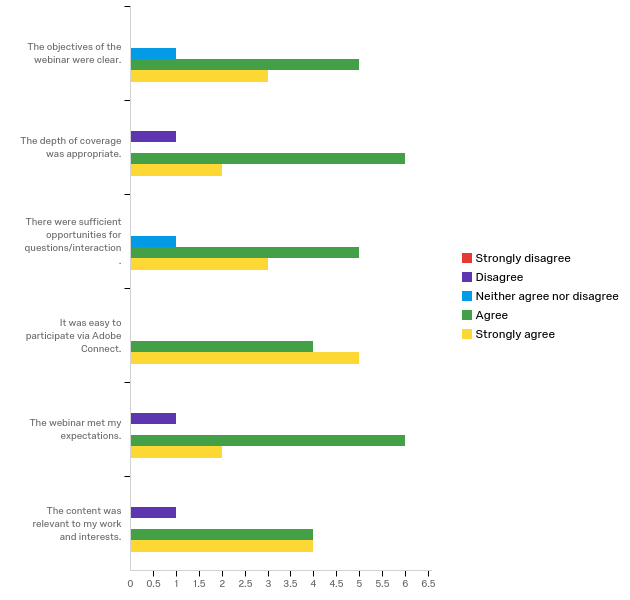 The objectives of the
webinar were clear.
The depth of coverage
was appropriate.
There were sufficient
opportunities for
questions/interaction
.
It was easy to
participate via Adobe
Connect.
The webinar met my
expectations.
The content was
relevant to my work
and interests.
0 0.5 1 1.5 2 2.5 3 3.5 4 4.5 5 5.5 6 6.5
Strongly disagree
Disagree
Neither agree nor disagree
Agree
Strongly agree